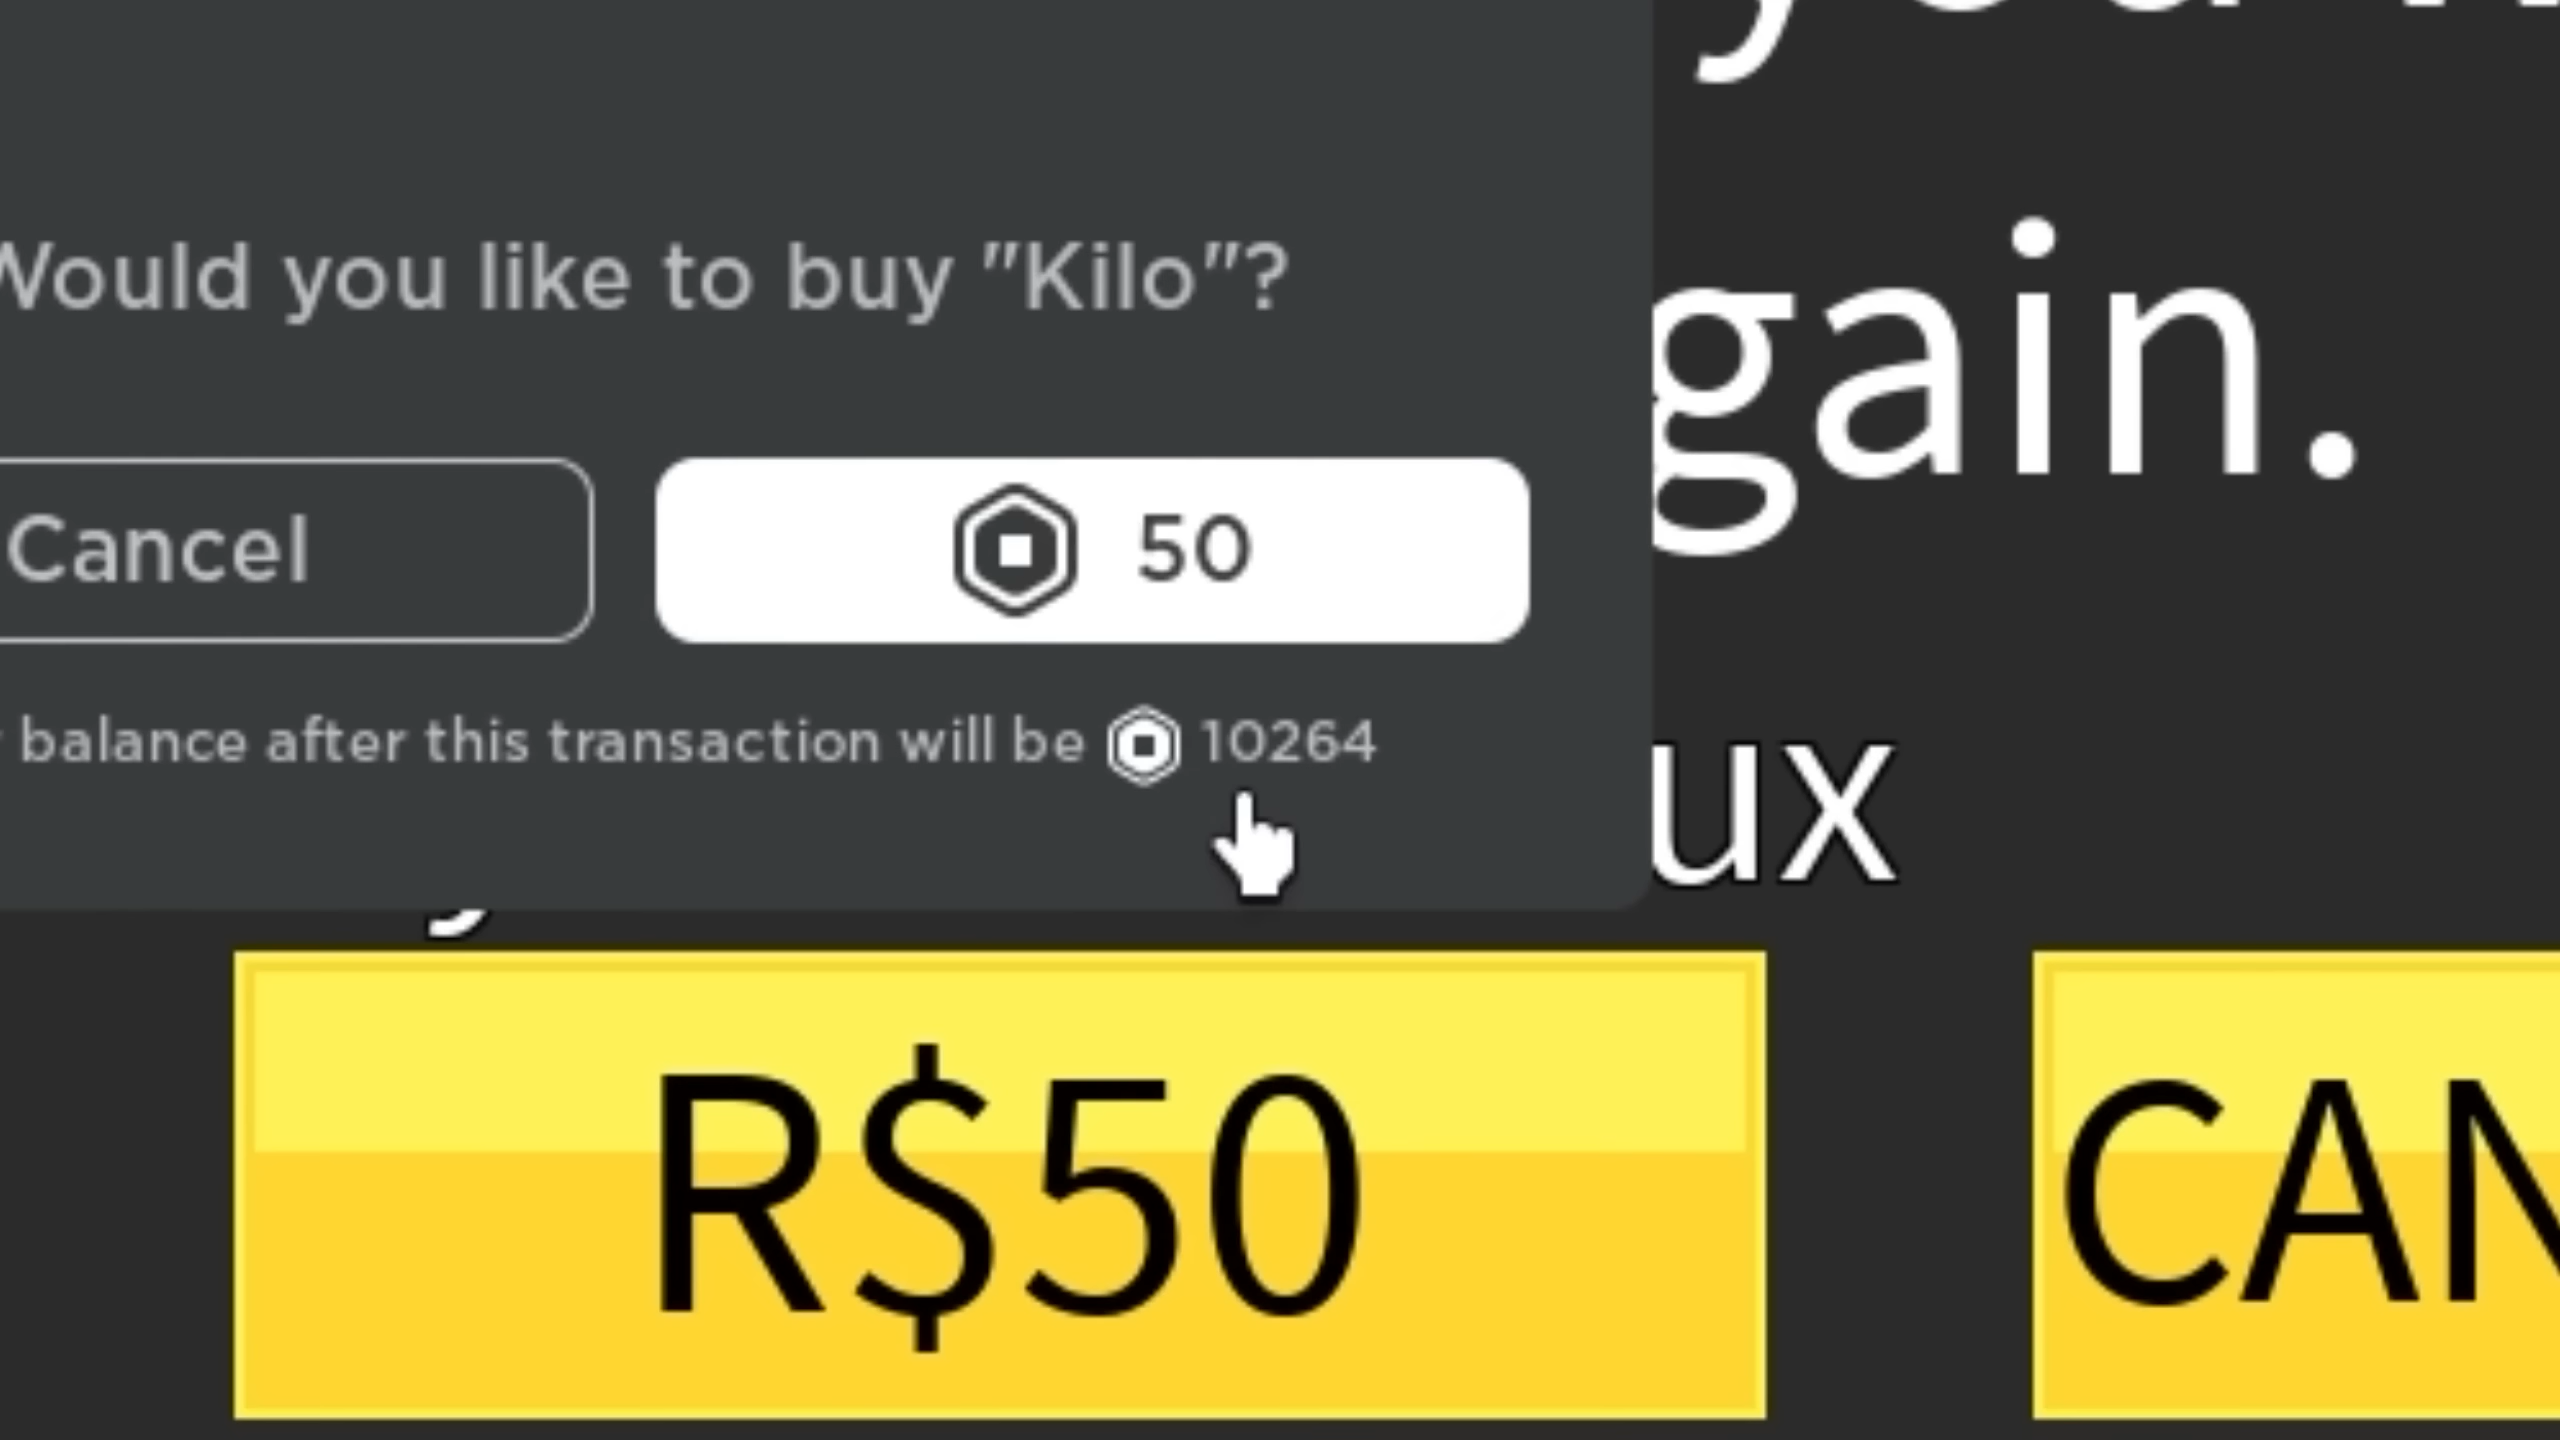 Would you like to buy "Kilo"?
gain.
Cancel
50
balance after this transaction will be 10264
ux
R$50
CAN